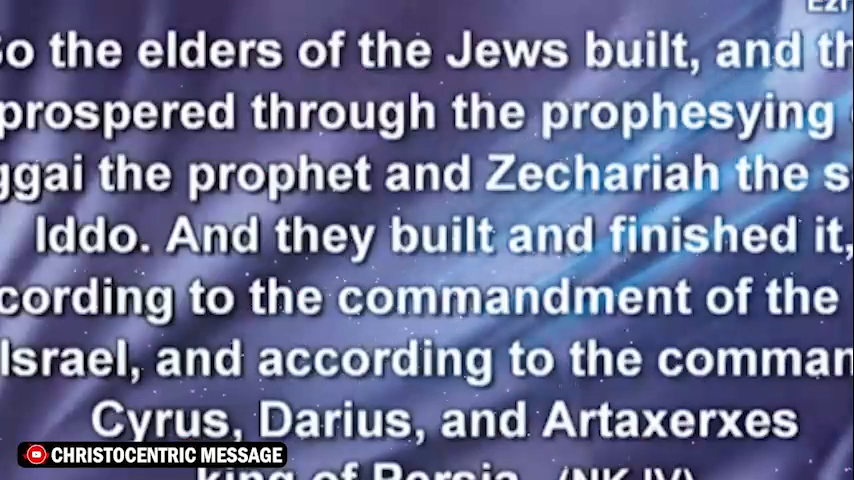 Ezr
So the elders of the Jews built, and th
prospered through the prophesying
ggai the prophet and Zechariah the s
Iddo. And they built and finished it,
cording to the commandment of the
Israel, and according to the comman
Cyrus, Darius, and Artaxerxes
king of Persia. (NKJV)
CHRISTOCENTRIC MESSAGE